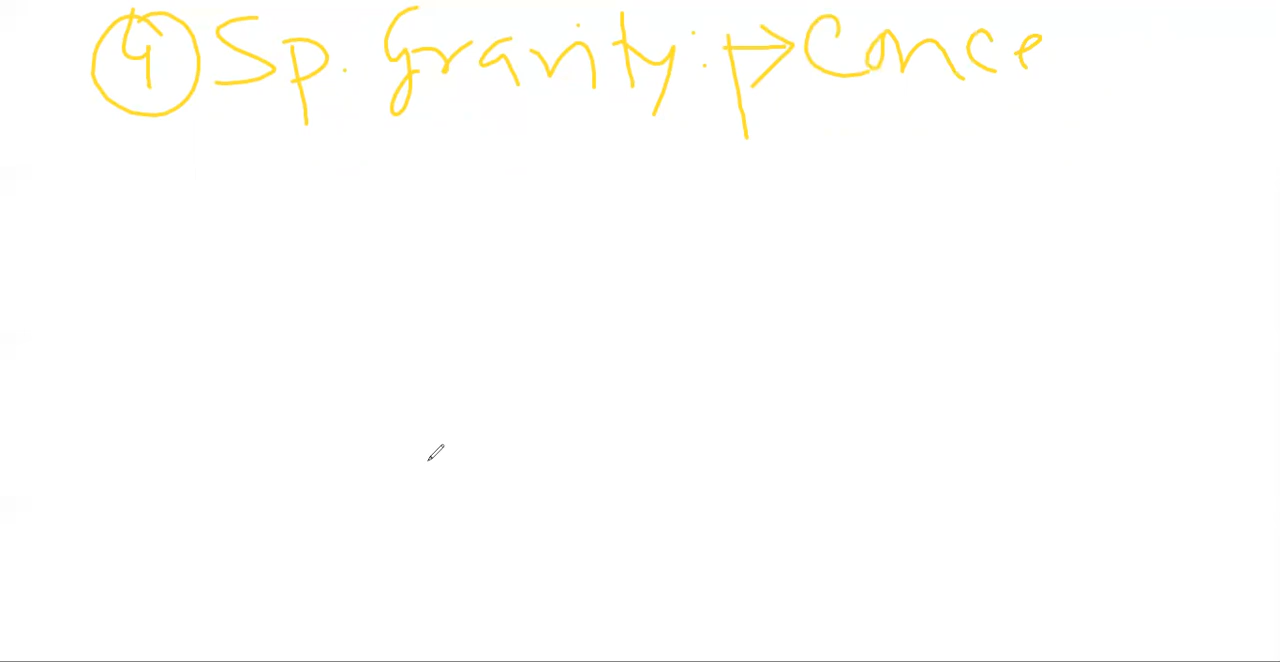 ④ Sp. Gravity :→ Conce